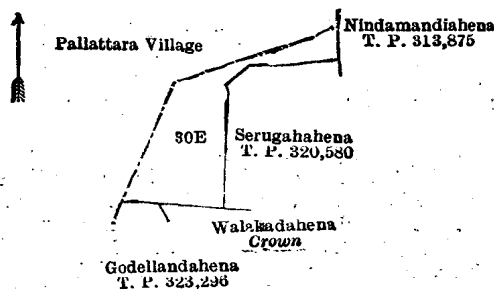 Nindamandiahena
T. P. 313,875
Pallattara Village
30E
Serugahahena
T. P. 320,580
Walakadahena
Crown
Godellandahena
T. P. 323,296